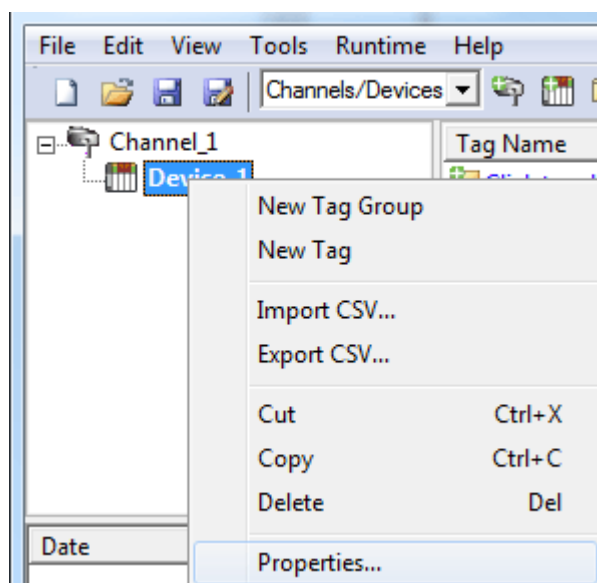 File Edit View Tools Runtime Help
Channels/Devices
Channel_1 Tag Name
Device_1
New Tag Group
New Tag
Import CSV...
Export CSV...
Cut Ctrl+X
Copy Ctrl+C
Delete Del
Date
Properties...